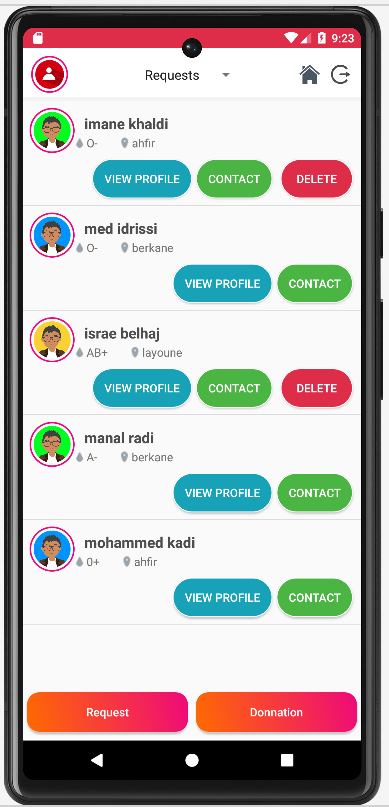 9:23
Requests
imane khaldi
O- ahfir
VIEW PROFILE CONTACT DELETE
med idrissi
O- berkane
VIEW PROFILE CONTACT
israe belhaj
AB+ layoune
VIEW PROFILE CONTACT DELETE
manal radi
A- berkane
VIEW PROFILE CONTACT
mohammed kadi
0+ ahfir
VIEW PROFILE CONTACT
Request Donnation